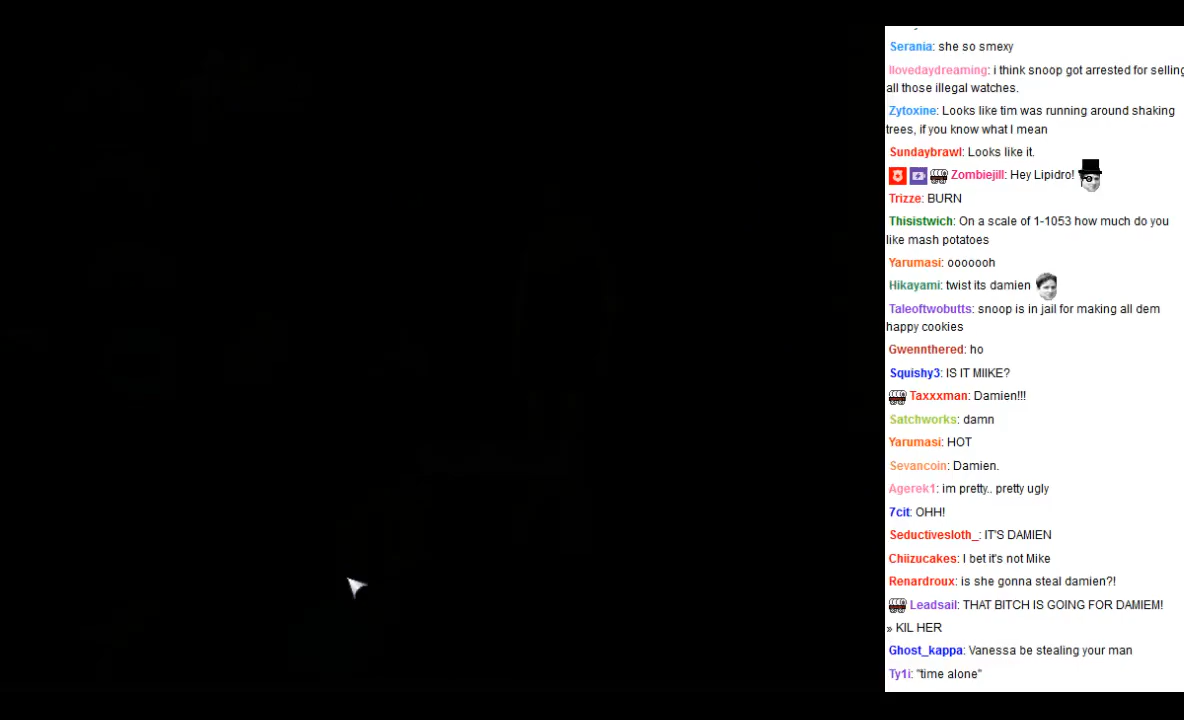 Serania: she so smexy
Ilovedaydreaming: i think snoop got arrested for selling
all those illegal watches.
Zytoxine: Looks like tim was running around shaking
trees, if you know what I mean
Sundaybrawl: Looks like it.
Zombiejill: Hey Lipidro!
Trizze: BURN
Thisistwich: On a scale of 1-1053 how much do you
like mash potatoes
Yarumasi: ooooooh
Hikayami: twist its damien
Taleoftwobutts: snoop is in jail for making all dem
happy cookies
Gwennthered: ho
Squishy3: IS IT MIIKE?
Taxxxman: Damien!!!
Satchworks: damn
Yarumasi: HOT
Sevancoin: Damien.
Agerek1: im pretty.. pretty ugly
7cit: OHH!
Seductivesloth_: IT'S DAMIEN
Chiizucakes: I bet it's not Mike
Renardroux: is she gonna steal damien?!
Leadsail: THAT BITCH IS GOING FOR DAMIEM!
» KIL HER
Ghost_kappa: Vanessa be stealing your man
Ty1i: "time alone"